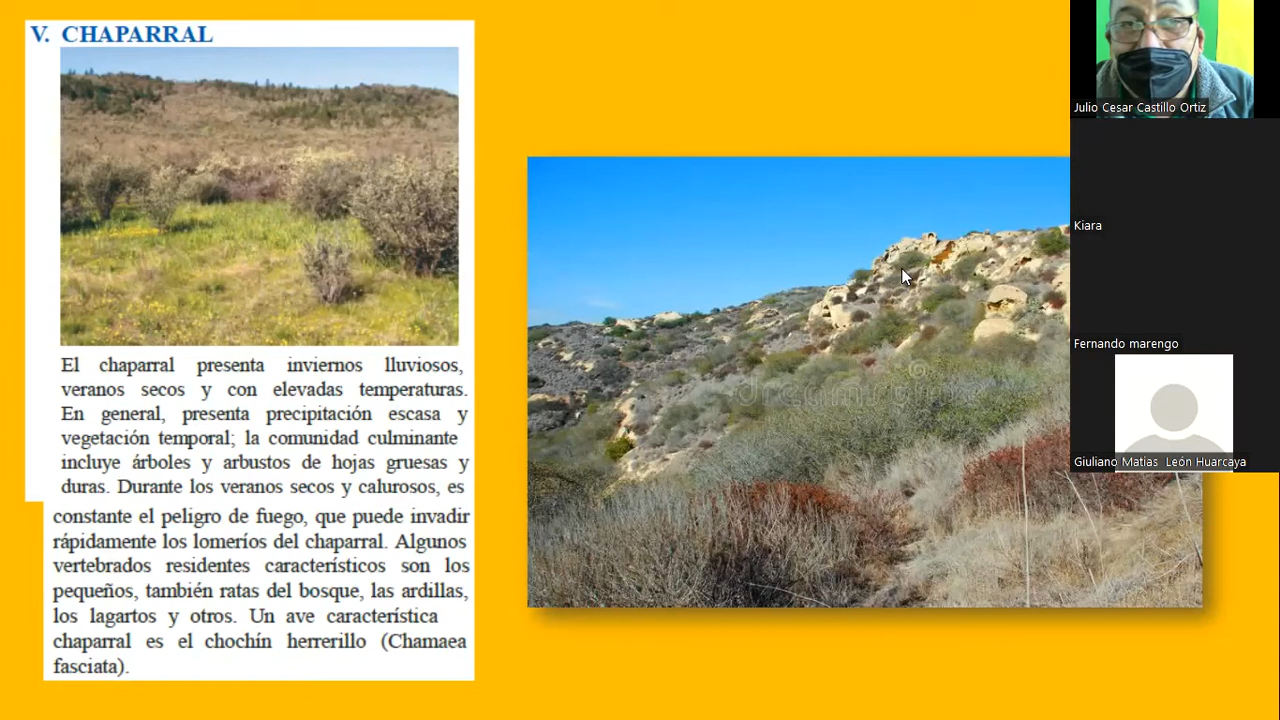 V. CHAPARRAL
El chaparral presenta inviernos lluviosos,
veranos secos y con elevadas temperaturas.
En general, presenta precipitación escasa y
vegetación temporal; la comunidad culminante
incluye árboles y arbustos de hojas gruesas y
duras. Durante los veranos secos y calurosos, es
constante el peligro de fuego, que puede invadir
rápidamente los lomeríos del chaparral. Algunos
vertebrados residentes característicos son los
pequeños, también ratas del bosque, las ardillas,
los lagartos y otros. Un ave característica
chaparral es el chochín herrerillo (Chamaea
fasciata).
dreamstime
Julio Cesar Castillo Ortiz
Kiara
Fernando marengo
Giuliano Matias León Huarcaya